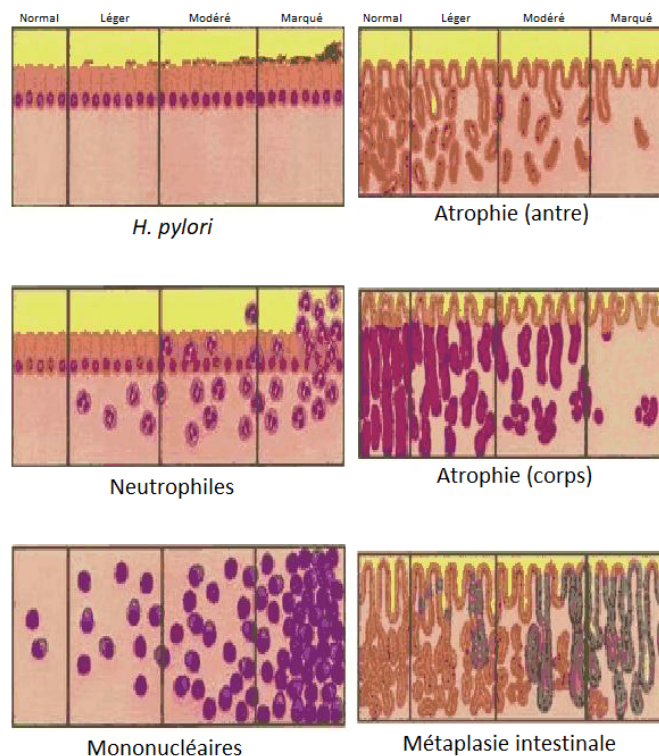 Normal Léger Modéré Marqué
Normal Léger Modéré Marqué
H. pylori
Atrophie (antre)
Neutrophiles
Atrophie (corps)
Mononucléaires
Métaplasie intestinale